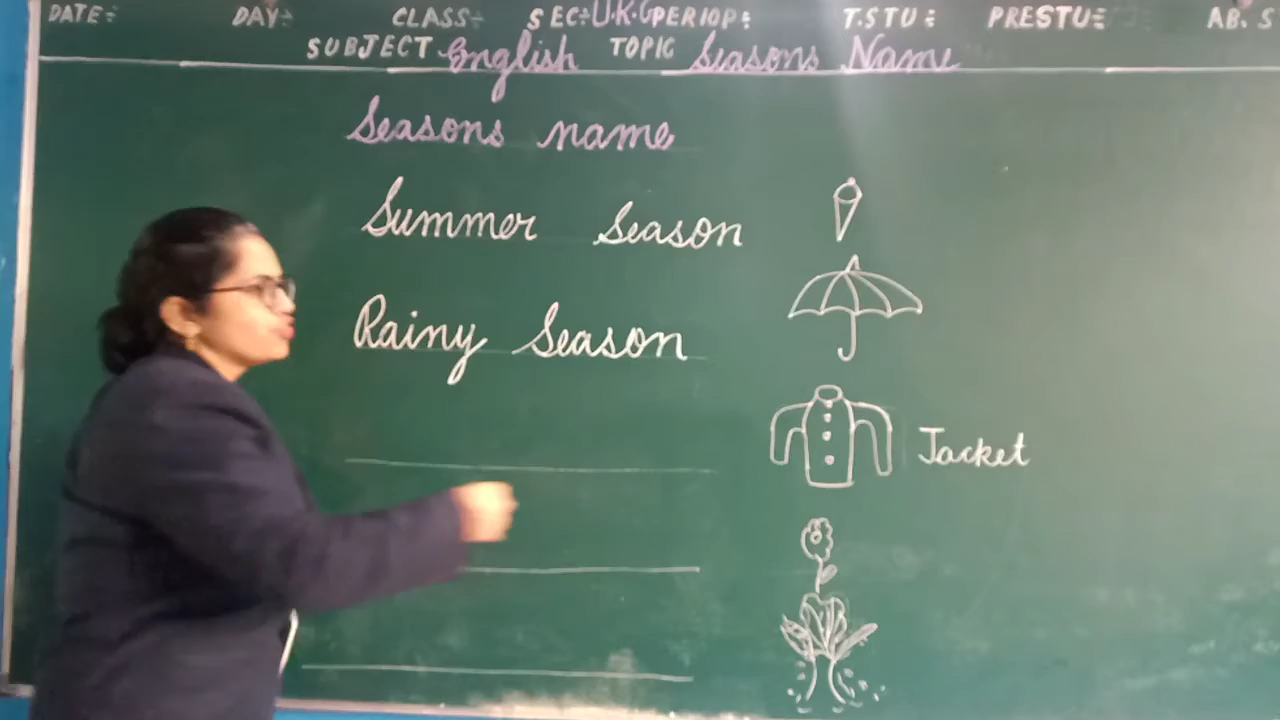 DATE: DAY: CLASS: SEC: U.K.G PERIOP: T.STU: PRESTU: AB. S
SUBJECT English TOPIC Seasons Name
Seasons name
Summer Season
Rainy Season
Jacket